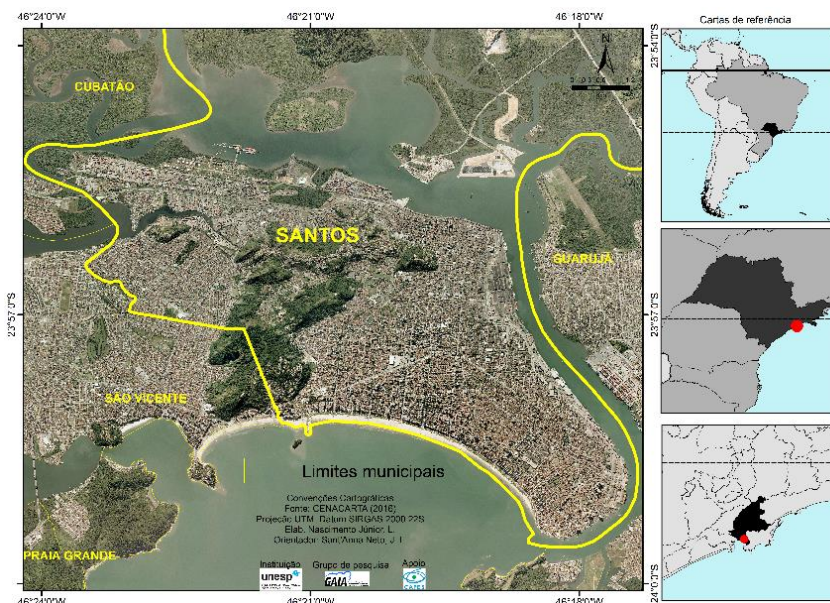 46°24'0"W
46°21'0"W
46°18'0"W
Cartas de referência
23°54'0"S
N
CUBATÃO
SANTOS
GUARUJÁ
23°57'0"S
23°57'0"S
SÃO VICENTE
Limites municipais
Convenções Cartográficas
Fonte: CENACARTA (2016)
Projeção UTM. Datum SIRGAS 2000 22S
Elab. Nascimento Júnior, L.
Orientador: Sant'Anna Neto, J. l.
PRAIA GRANDE
Instituição
Grupo de pesquisa
Apoio
unesp
GAIA
CAPES
24°0'0"S
46°24'0"W
46°21'0"W
46°18'0"W